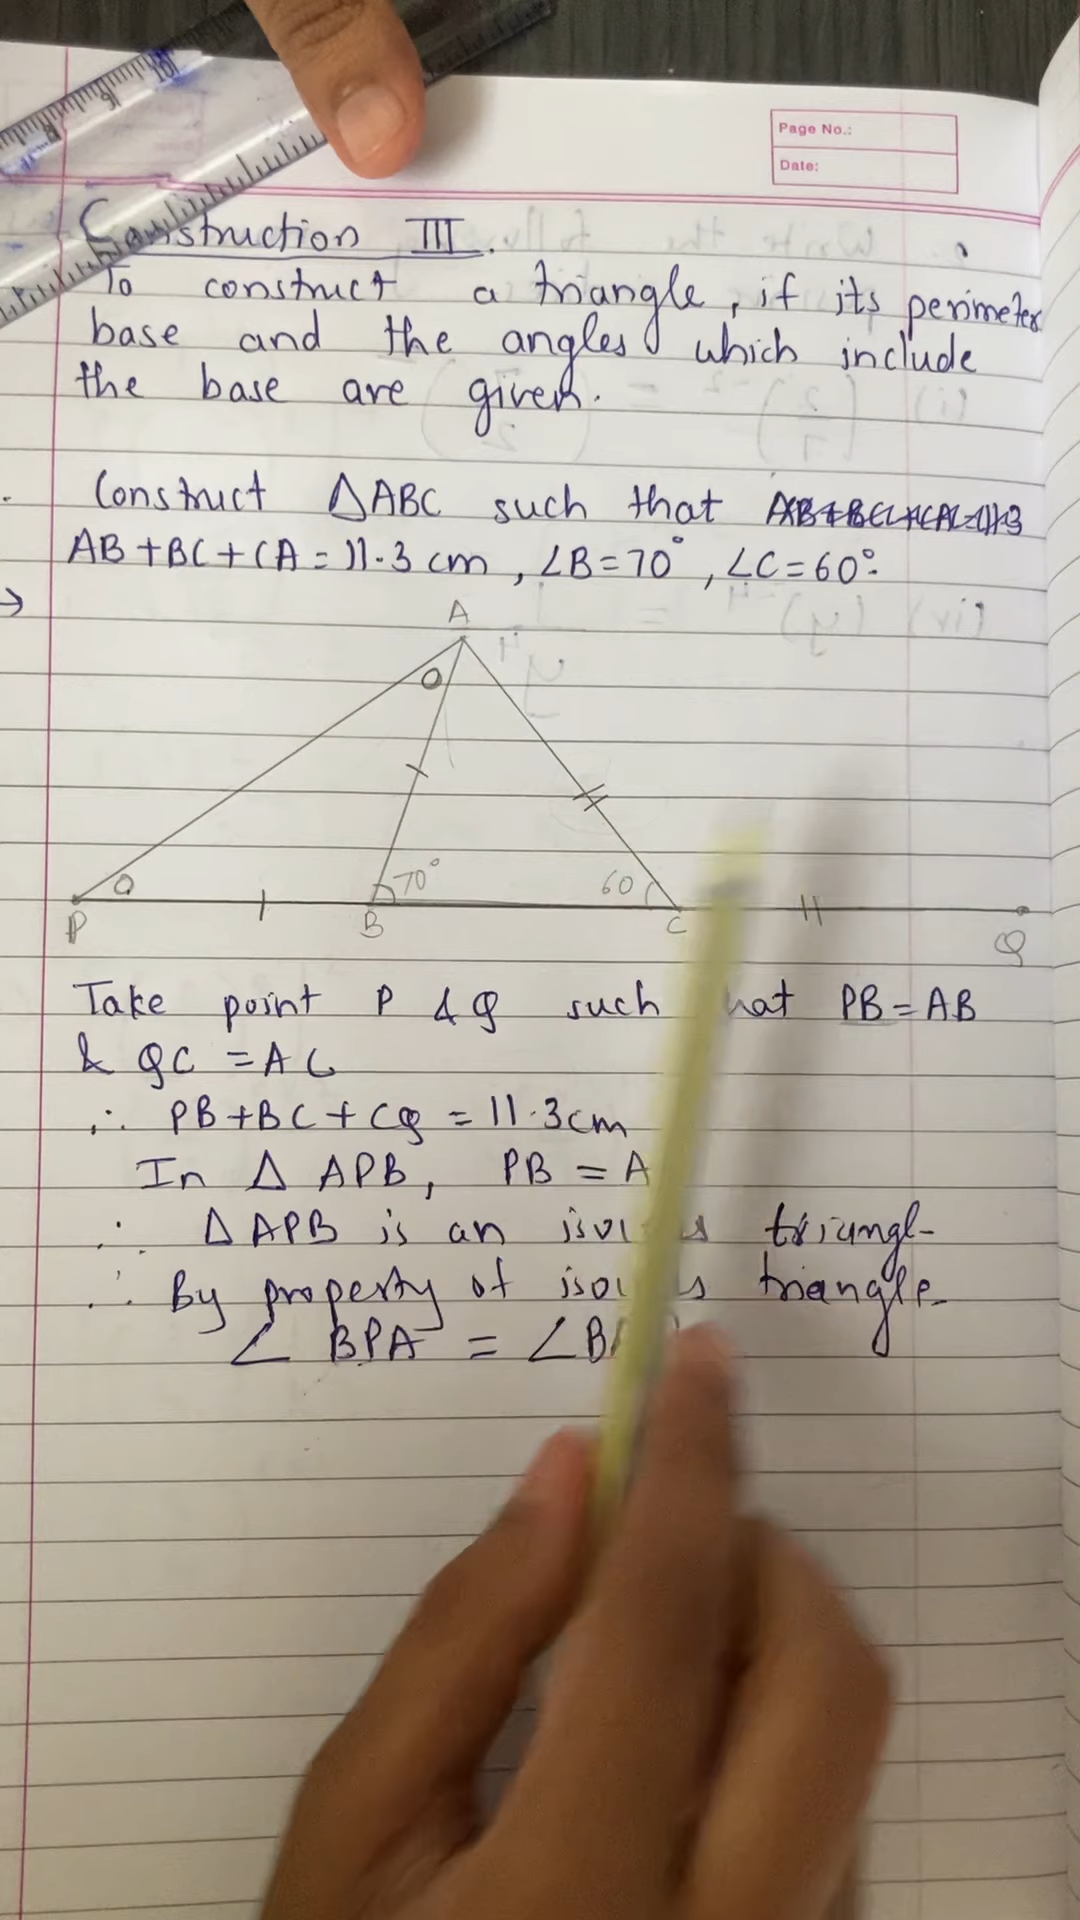 Page No.:
Date:
Construction III.
To construct a triangle, if its perimeter
base and the angles which include
the base are given.
Construct △ABC such that
AB+BC+CA=11.3 cm, ∠B=70°, ∠C=60°
A
70°
60
P
B
C
Q
Take point P & Q such hat PB=AB
& QC = AC
∴ PB+BC+CQ = 11.3cm
In △ APB, PB = A
∴ △APB is an triangl
∴ By property of triangle
∠ BPA = ∠BA